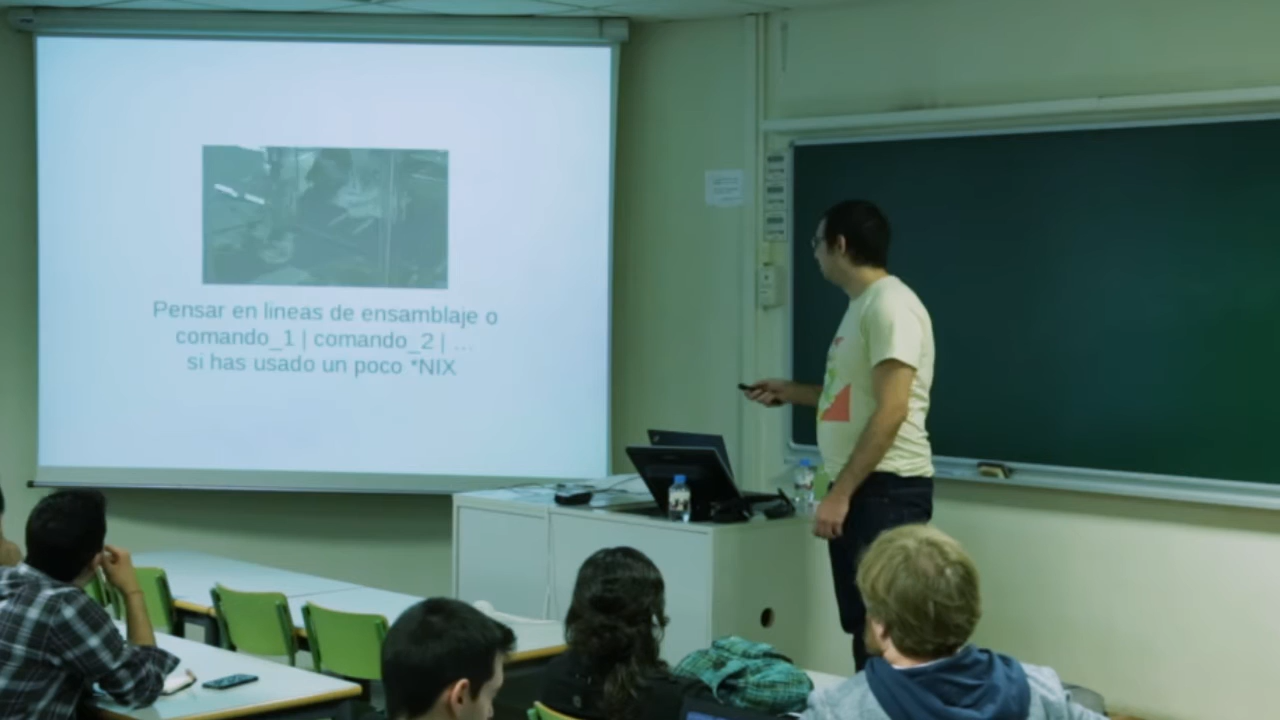 Pensar en lineas de ensamblaje o
comando_1 | comando_2 | ...
si has usado un poco *NIX